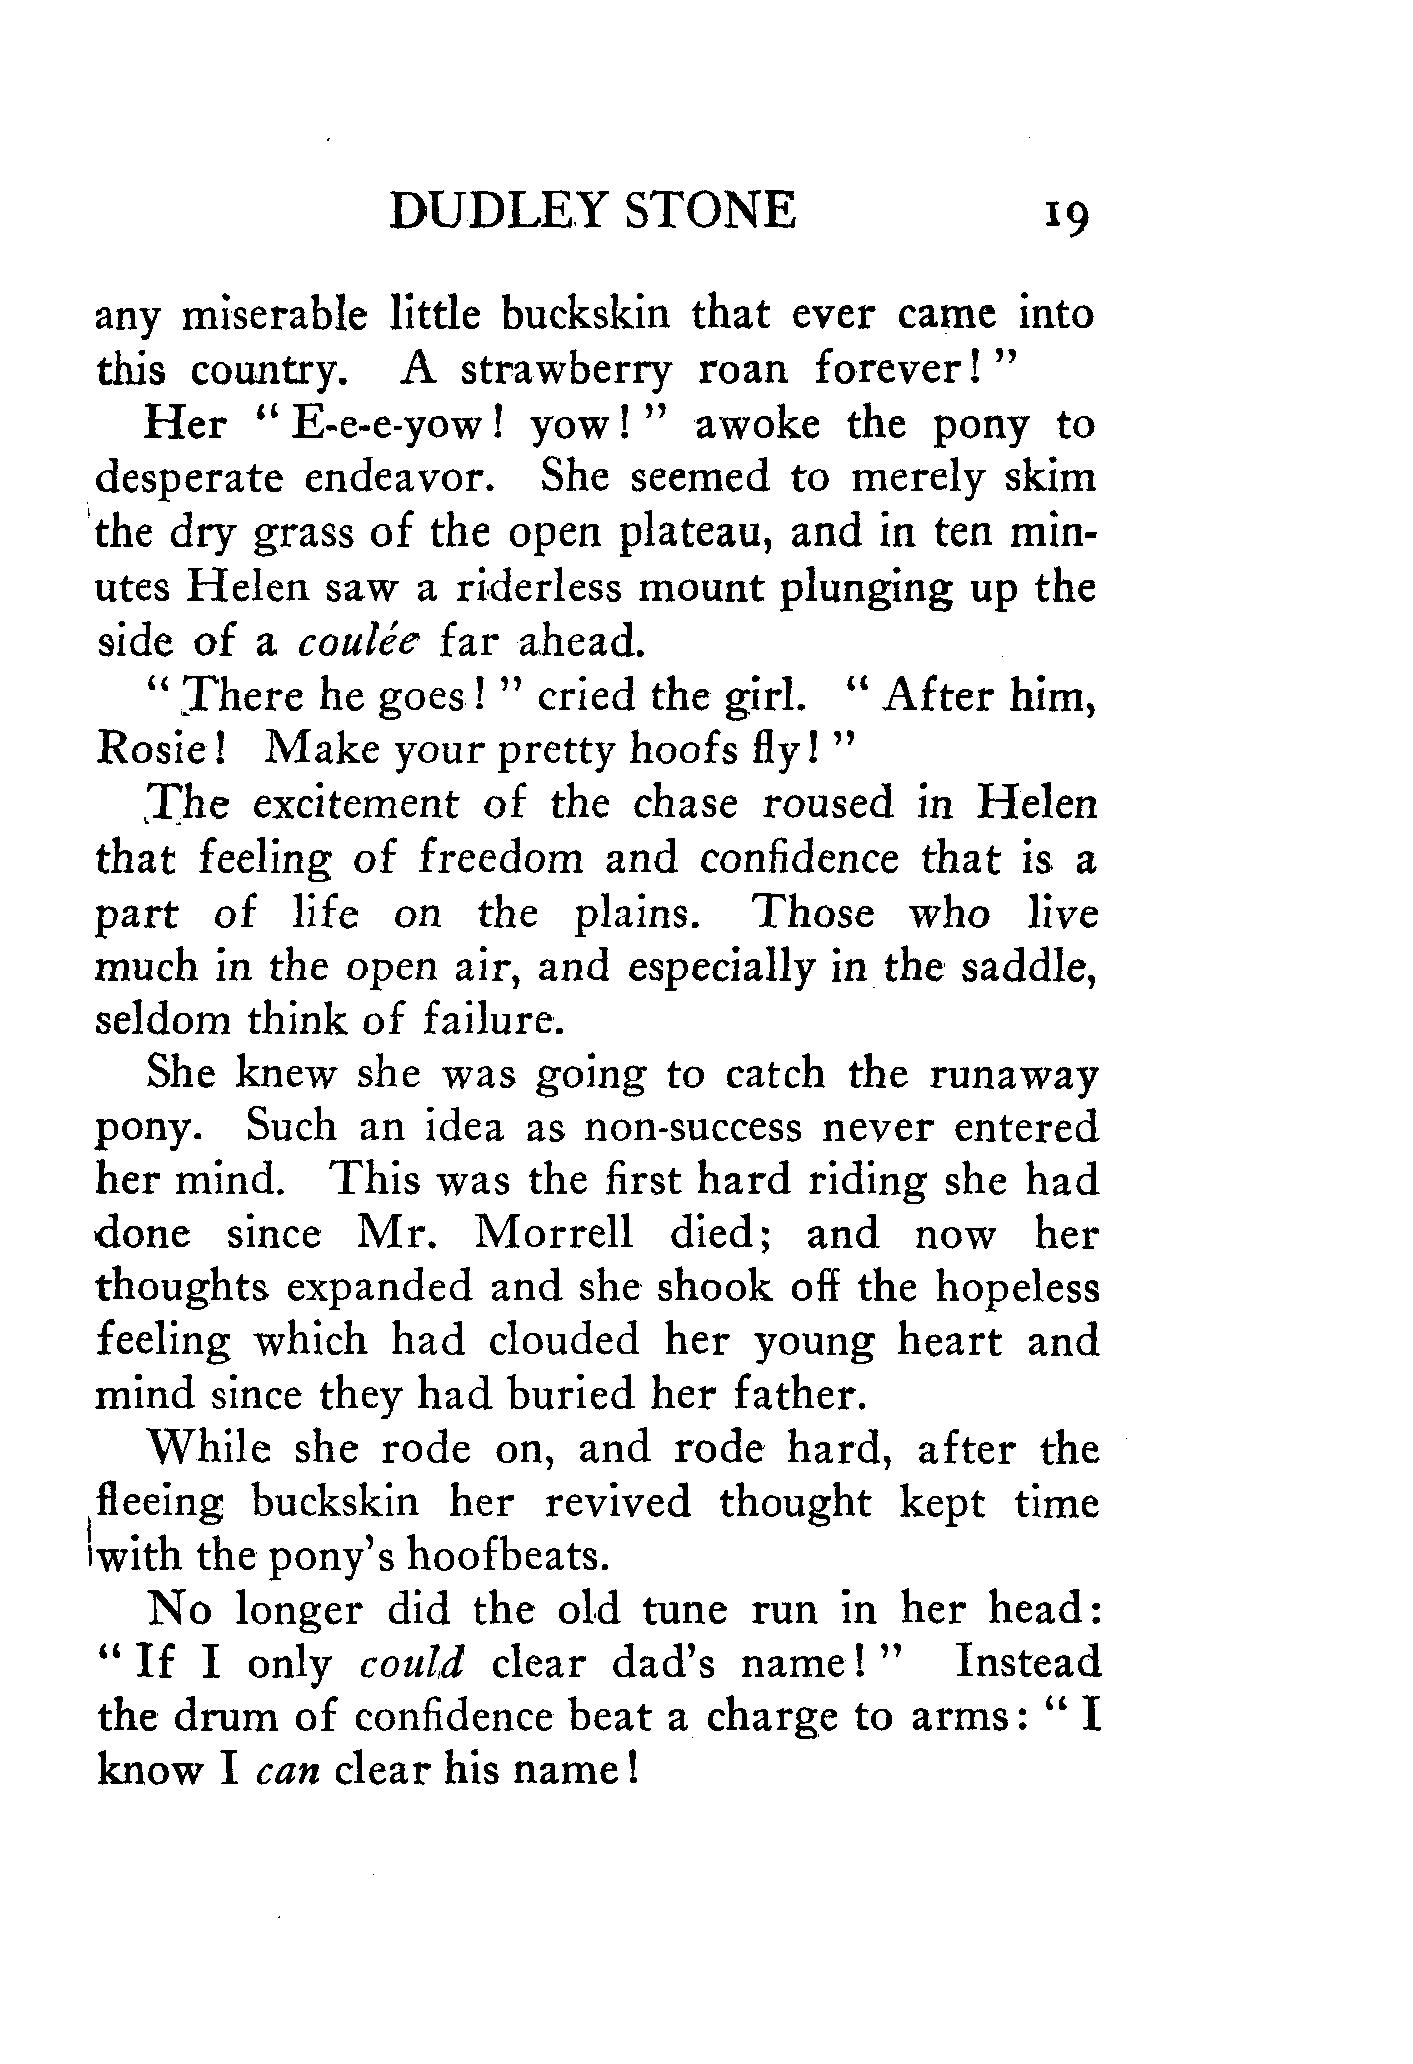 DUDLEY STONE 19
any miserable little buckskin that ever came into
this country. A strawberry roan forever! "
Her " E-e-e-yow! yow! " awoke the pony to
desperate endeavor. She seemed to merely skim
the dry grass of the open plateau, and in ten min-
utes Helen saw a riderless mount plunging up the
side of a coulée far ahead.
" There he goes! " cried the girl. " After him,
Rosie! Make your pretty hoofs fly! "
The excitement of the chase roused in Helen
that feeling of freedom and confidence that is a
part of life on the plains. Those who live
much in the open air, and especially in the saddle,
seldom think of failure.
She knew she was going to catch the runaway
pony. Such an idea as non-success never entered
her mind. This was the first hard riding she had
done since Mr. Morrell died; and now her
thoughts expanded and she shook off the hopeless
feeling which had clouded her young heart and
mind since they had buried her father.
While she rode on, and rode hard, after the
fleeing buckskin her revived thought kept time
with the pony's hoofbeats.
No longer did the old tune run in her head:
" If I only could clear dad's name! " Instead
the drum of confidence beat a charge to arms: " I
know I can clear his name!